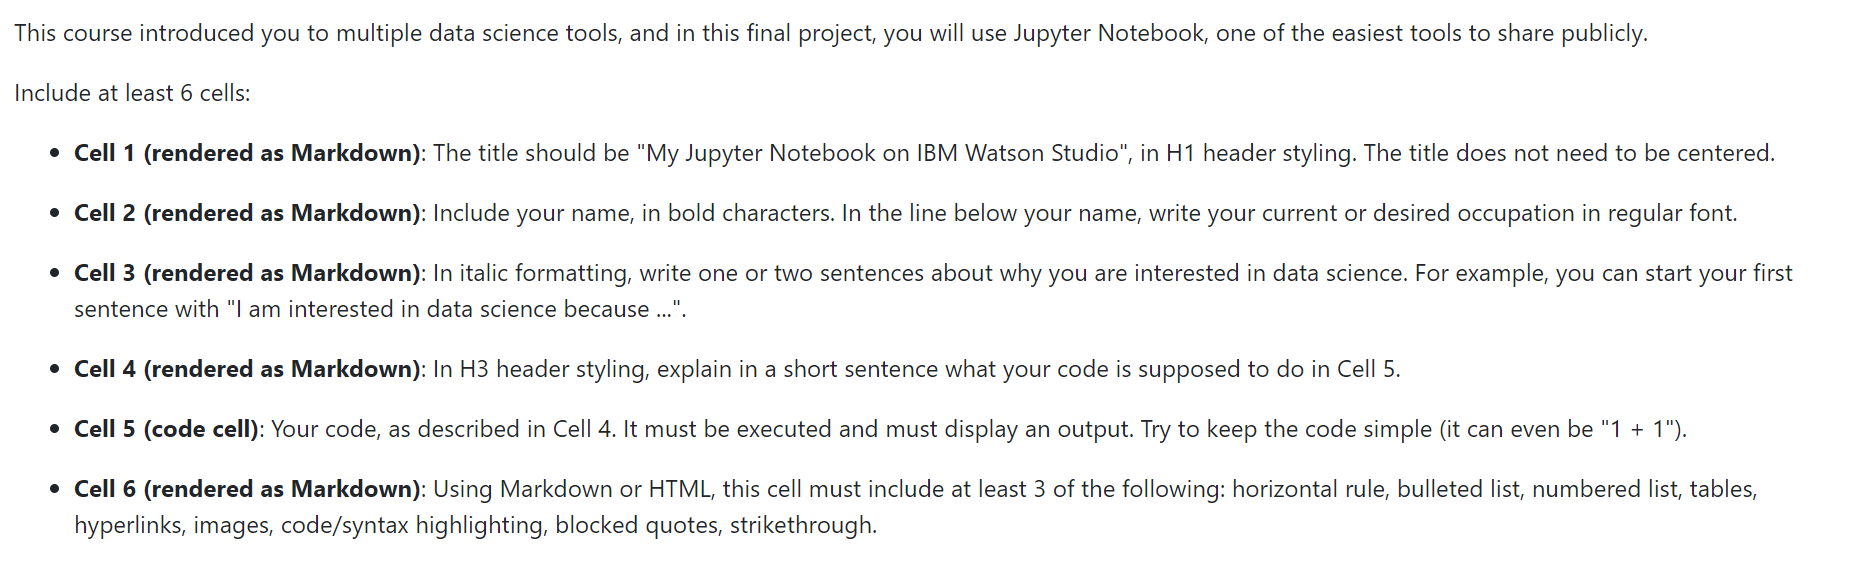 This course introduced you to multiple data science tools, and in this final project, you will use Jupyter Notebook, one of the easiest tools to share publicly.
Include at least 6 cells:
• Cell 1 (rendered as Markdown): The title should be "My Jupyter Notebook on IBM Watson Studio", in H1 header styling. The title does not need to be centered.
• Cell 2 (rendered as Markdown): Include your name, in bold characters. In the line below your name, write your current or desired occupation in regular font.
• Cell 3 (rendered as Markdown): In italic formatting, write one or two sentences about why you are interested in data science. For example, you can start your first
sentence with "I am interested in data science because ...".
• Cell 4 (rendered as Markdown): In H3 header styling, explain in a short sentence what your code is supposed to do in Cell 5.
• Cell 5 (code cell): Your code, as described in Cell 4. It must be executed and must display an output. Try to keep the code simple (it can even be "1 + 1").
• Cell 6 (rendered as Markdown): Using Markdown or HTML, this cell must include at least 3 of the following: horizontal rule, bulleted list, numbered list, tables,
hyperlinks, images, code/syntax highlighting, blocked quotes, strikethrough.